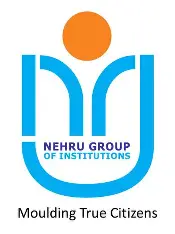 NEHRU GROUP
OF INSTITUTIONS
Moulding True Citizens